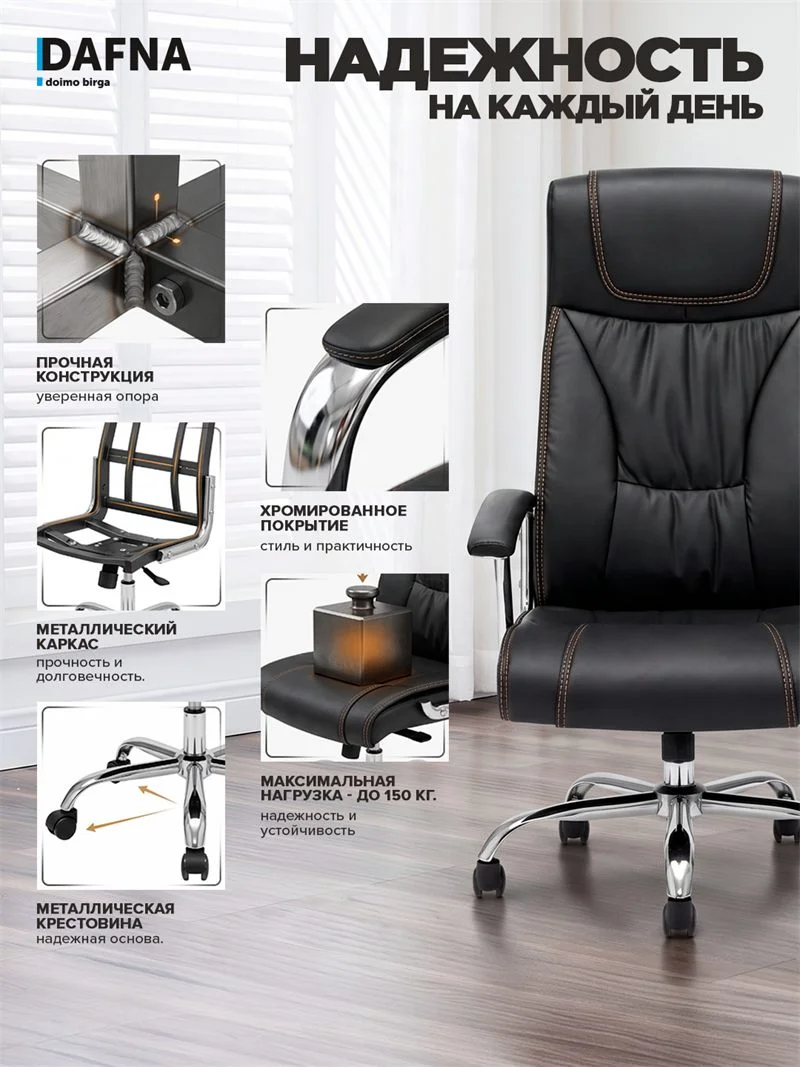 DAFNA
doimo birga
НАДЕЖНОСТЬ
НА КАЖДЫЙ ДЕНЬ
ПРОЧНАЯ
КОНСТРУКЦИЯ
уверенная опора
ХРОМИРОВАННОЕ
ПОКРЫТИЕ
стиль и практичность
МЕТАЛЛИЧЕСКИЙ
КАРКАС
прочность и
долговечность.
МАКСИМАЛЬНАЯ
НАГРУЗКА - ДО 150 КГ.
надежность и
устойчивость
МЕТАЛЛИЧЕСКАЯ
КРЕСТОВИНА
надежная основа.